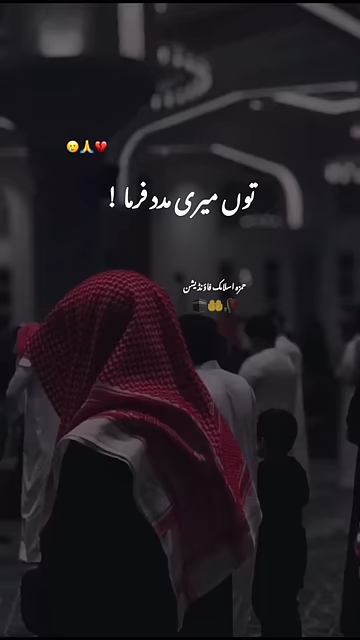 🥲🙏💔
توں میری مدد فرما !
حمزہ اسلامک فاؤنڈیشن
🕋🤲🥀